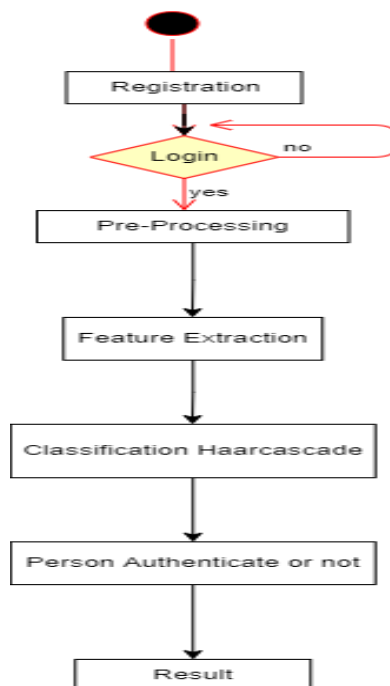 Registration
Login
no
yes
Pre-Processing
Feature Extraction
Classification Haarcascade
Person Authenticate or not
Result